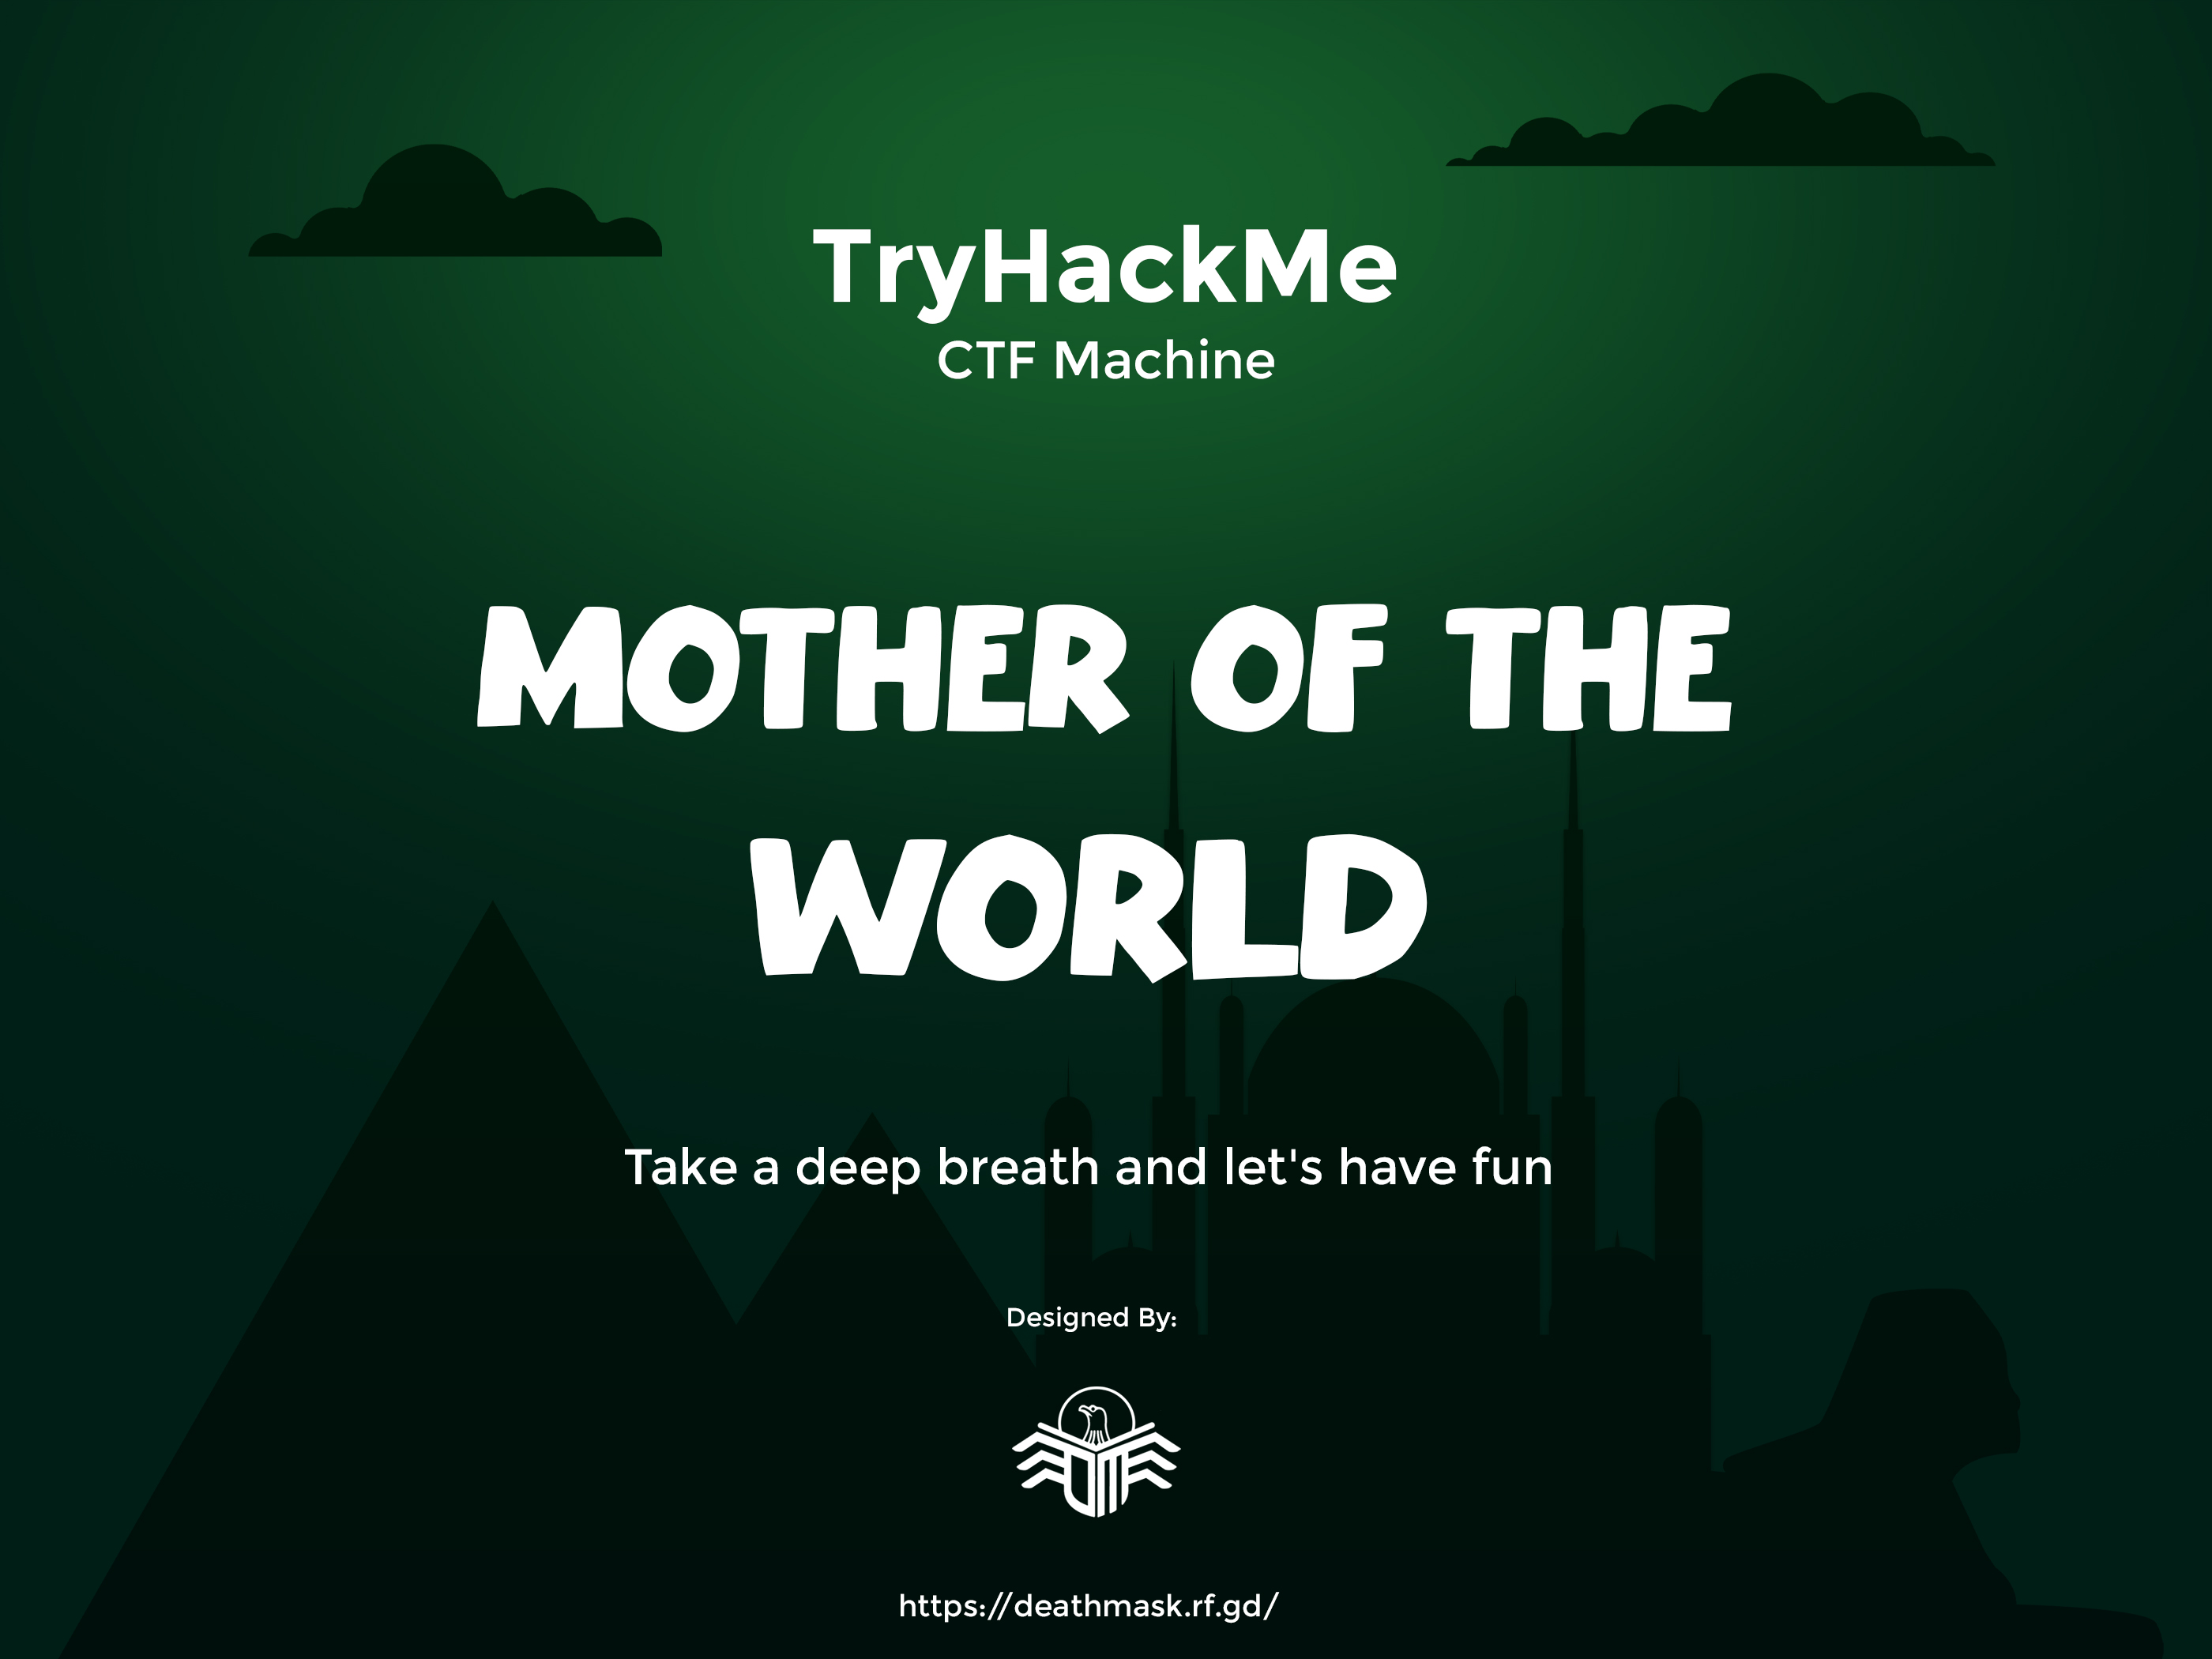 TryHackMe
CTF Machine
MOTHER OF THE
WORLD
Take a deep breath and let's have fun
Designed By:
https://deathmask.rf.gd/